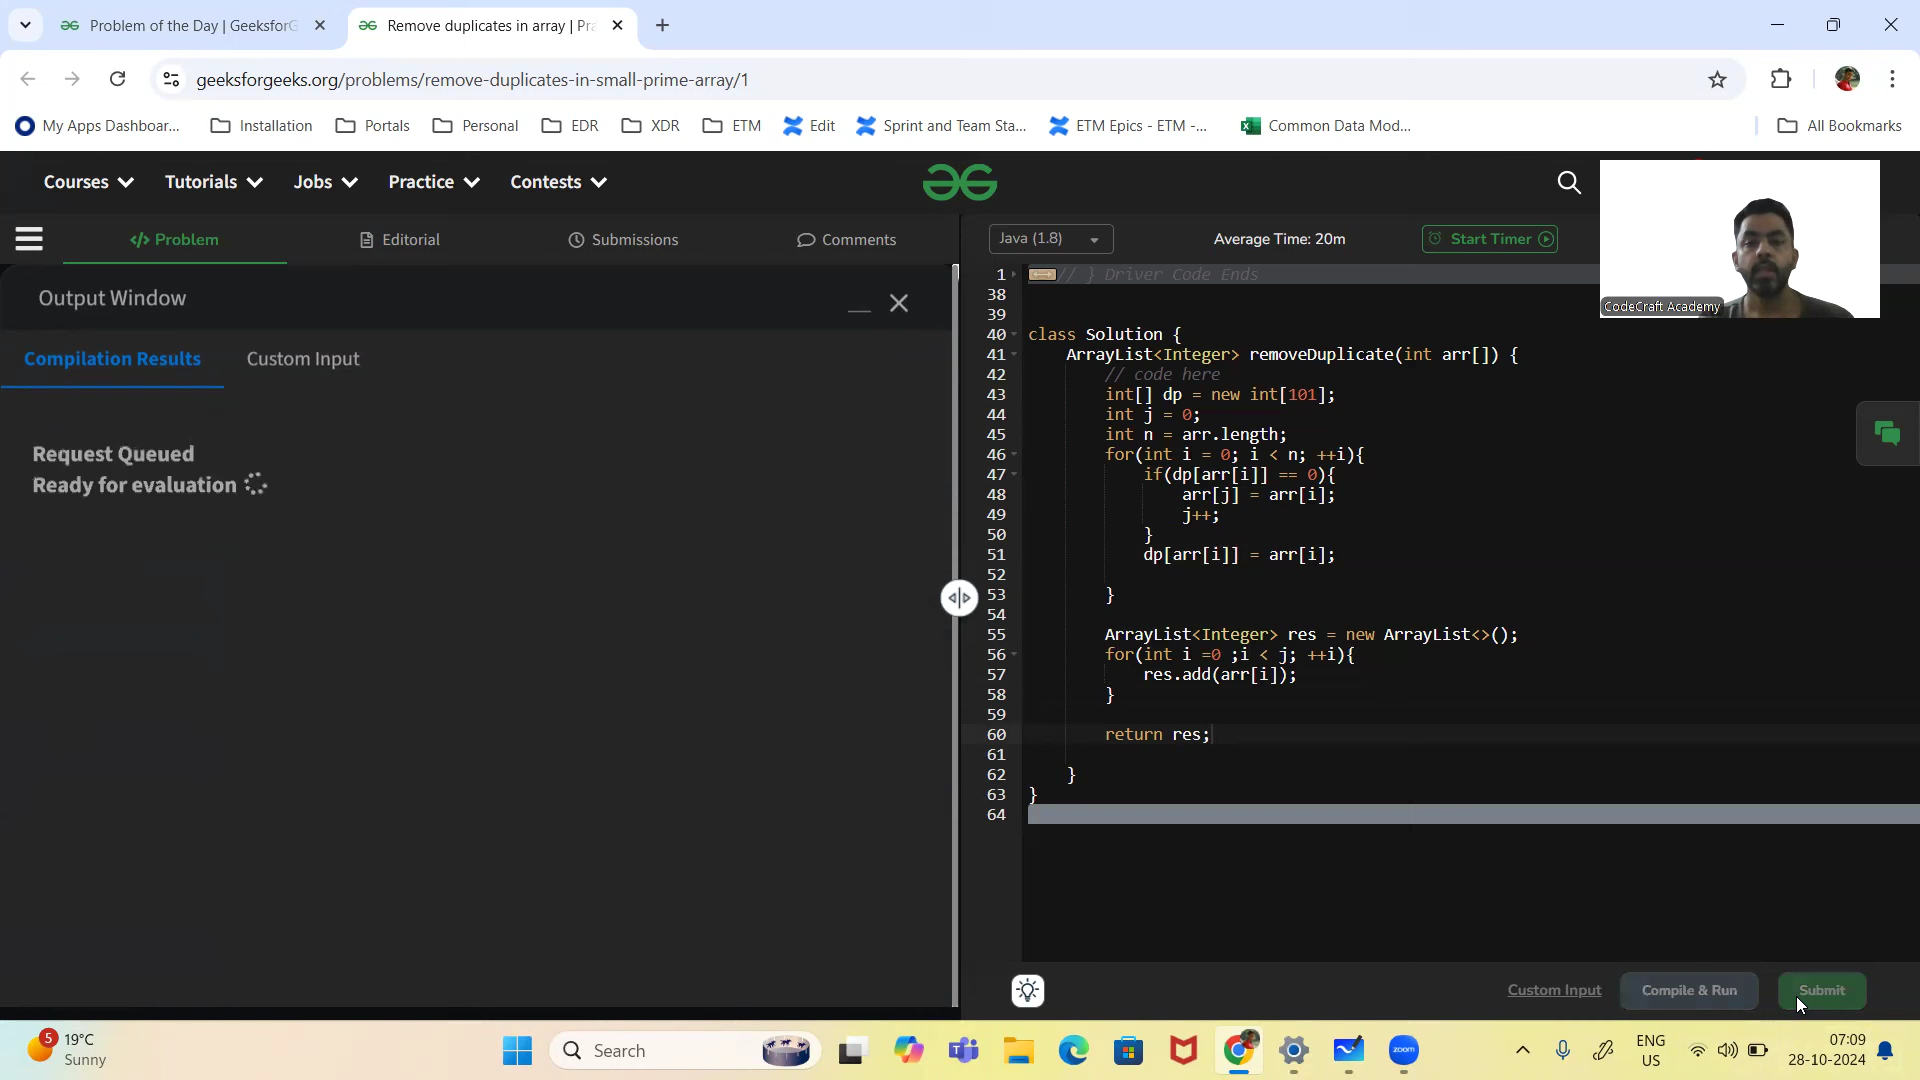 Problem of the Day | GeeksforG
Remove duplicates in array | Pra
geeksforgeeks.org/problems/remove-duplicates-in-small-prime-array/1
My Apps Dashboar...
Installation
Portals
Personal
EDR
XDR
ETM
Edit
Sprint and Team Sta...
ETM Epics - ETM -...
Common Data Mod...
All Bookmarks
Courses
Tutorials
Jobs
Practice
Contests
CodeCraft Academy
</> Problem
Editorial
Submissions
Comments
Java (1.8)
Average Time: 20m
Start Timer
Output Window
Compilation Results
Custom Input
Request Queued
Ready for evaluation
1 // } Driver Code Ends
38
39
40 class Solution {
41 ArrayList<Integer> removeDuplicate(int arr[]) {
42 // code here
43 int[] dp = new int[101];
44 int j = 0;
45 int n = arr.length;
46 for(int i = 0; i < n; ++i){
47 if(dp[arr[i]] == 0){
48 arr[j] = arr[i];
49 j++;
50 }
51 dp[arr[i]] = arr[i];
52
53 }
54
55 ArrayList<Integer> res = new ArrayList<>();
56 for(int i =0 ;i < j; ++i){
57 res.add(arr[i]);
58 }
59
60 return res;
61
62 }
63 }
64
Custom Input
Compile & Run
Submit
5
19°C
Sunny
Search
zoom
ENG
US
07:09
28-10-2024